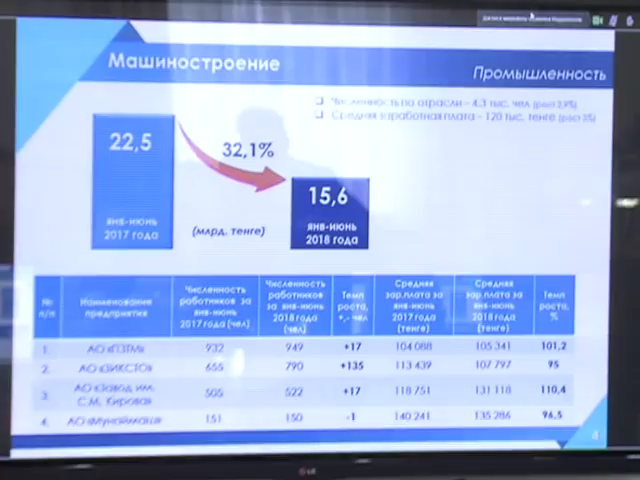 Машиностроение
Промышленность
❑ Численность по отрасли – 4,3 тыс. чел (рост 2,9%)
❑ Средняя заработная плата – 120 тыс. тенге (рост 5%)
22,5
32,1%
15,6
янв-июнь
2017 года
(млрд. тенге)
янв-июнь
2018 года
№ п/п Наименование предприятия Численность работников за янв-июнь 2017 года (чел) Численность работников за янв-июнь 2018 года (чел) Темп роста, +,- чел Средняя зар.плата за янв-июнь 2017 года (тенге) Средняя зар.плата за янв-июнь 2018 года (тенге) Темп роста, %
1. АО «ПЗТМ» 932 949 +17 104 088 105 341 101,2
2. АО «ЗИКСТО» 655 790 +135 113 439 107 797 95
3. АО «Завод им. С.М. Кирова» 505 522 +17 118 751 131 118 110,4
4. АО «Мунаймаш» 151 150 -1 140 241 135 286 96,5
LG